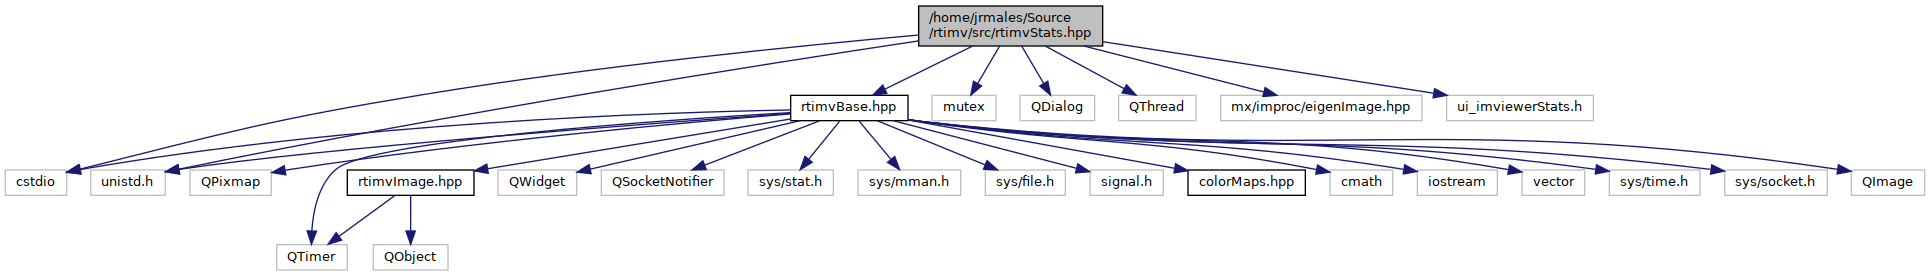 /home/jrmales/Source
/rtimv/src/rtimvStats.hpp
rtimvBase.hpp
mutex
QDialog
QThread
mx/improc/eigenImage.hpp
ui_imviewerStats.h
cstdio
unistd.h
QPixmap
rtimvImage.hpp
QWidget
QSocketNotifier
sys/stat.h
sys/mman.h
sys/file.h
signal.h
colorMaps.hpp
cmath
iostream
vector
sys/time.h
sys/socket.h
QImage
QTimer
QObject